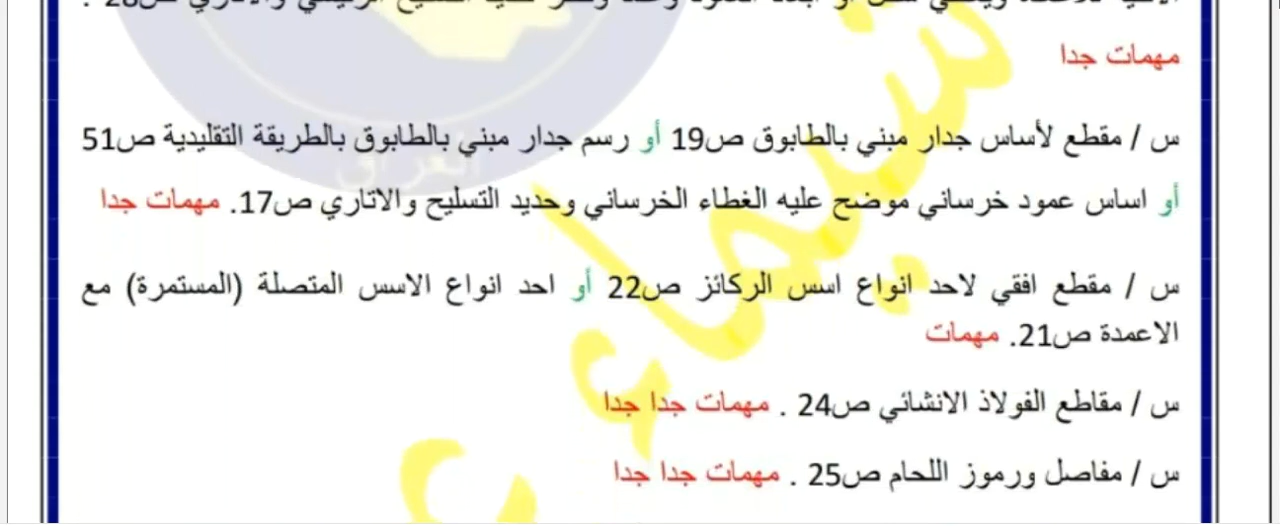 مهمات جدا
س / مقطع لأساس جدار مبني بالطابوق ص19 أو رسم جدار مبني بالطابوق بالطريقة التقليدية ص51
أو اساس عمود خرساني موضح عليه الغطاء الخرساني وحديد التسليح والاتاري ص17. مهمات جدا
س / مقطع افقي لاحد انواع اسس الركائز ص22 أو احد انواع الاسس المتصلة (المستمرة) مع
الاعمدة ص21. مهمات
س / مقاطع الفولاذ الانشائي ص24 . مهمات جدا جدا
س / مفاصل ورموز اللحام ص25 . مهمات جدا جدا
العراق